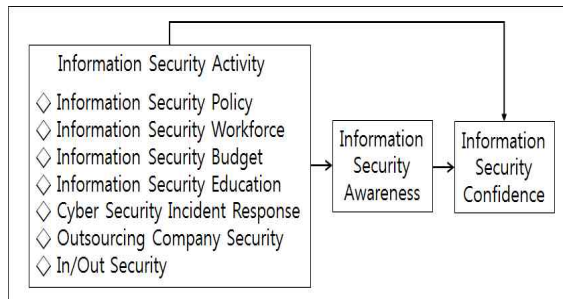 Information Security Activity
◇ Information Security Policy
◇ Information Security Workforce
◇ Information Security Budget
◇ Information Security Education
◇ Cyber Security Incident Response
◇ Outsourcing Company Security
◇ In/Out Security
Information
Security
Awareness
Information
Security
Confidence